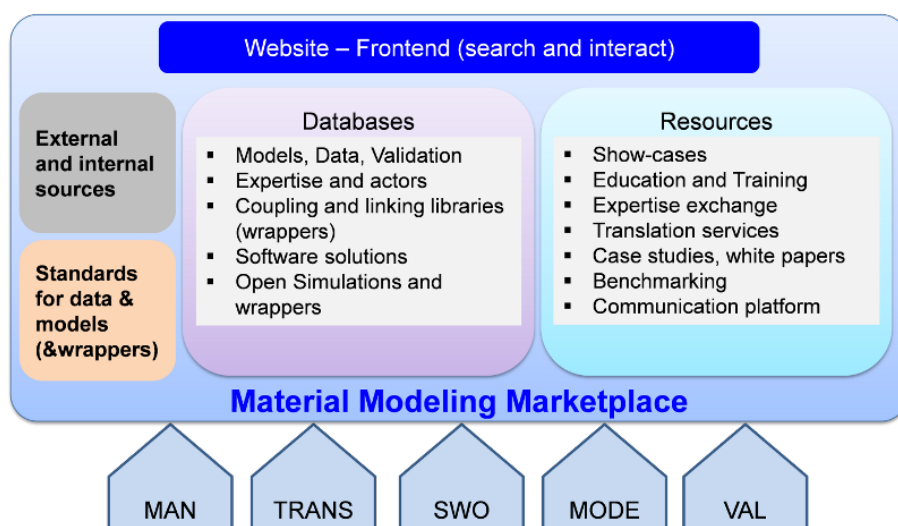 Website – Frontend (search and interact)
External
and internal
sources
Standards
for data &
models
(&wrappers)
Databases
▪ Models, Data, Validation
▪ Expertise and actors
▪ Coupling and linking libraries
(wrappers)
▪ Software solutions
▪ Open Simulations and
wrappers
Resources
▪ Show-cases
▪ Education and Training
▪ Expertise exchange
▪ Translation services
▪ Case studies, white papers
▪ Benchmarking
▪ Communication platform
Material Modeling Marketplace
MAN
TRANS
SWO
MODE
VAL